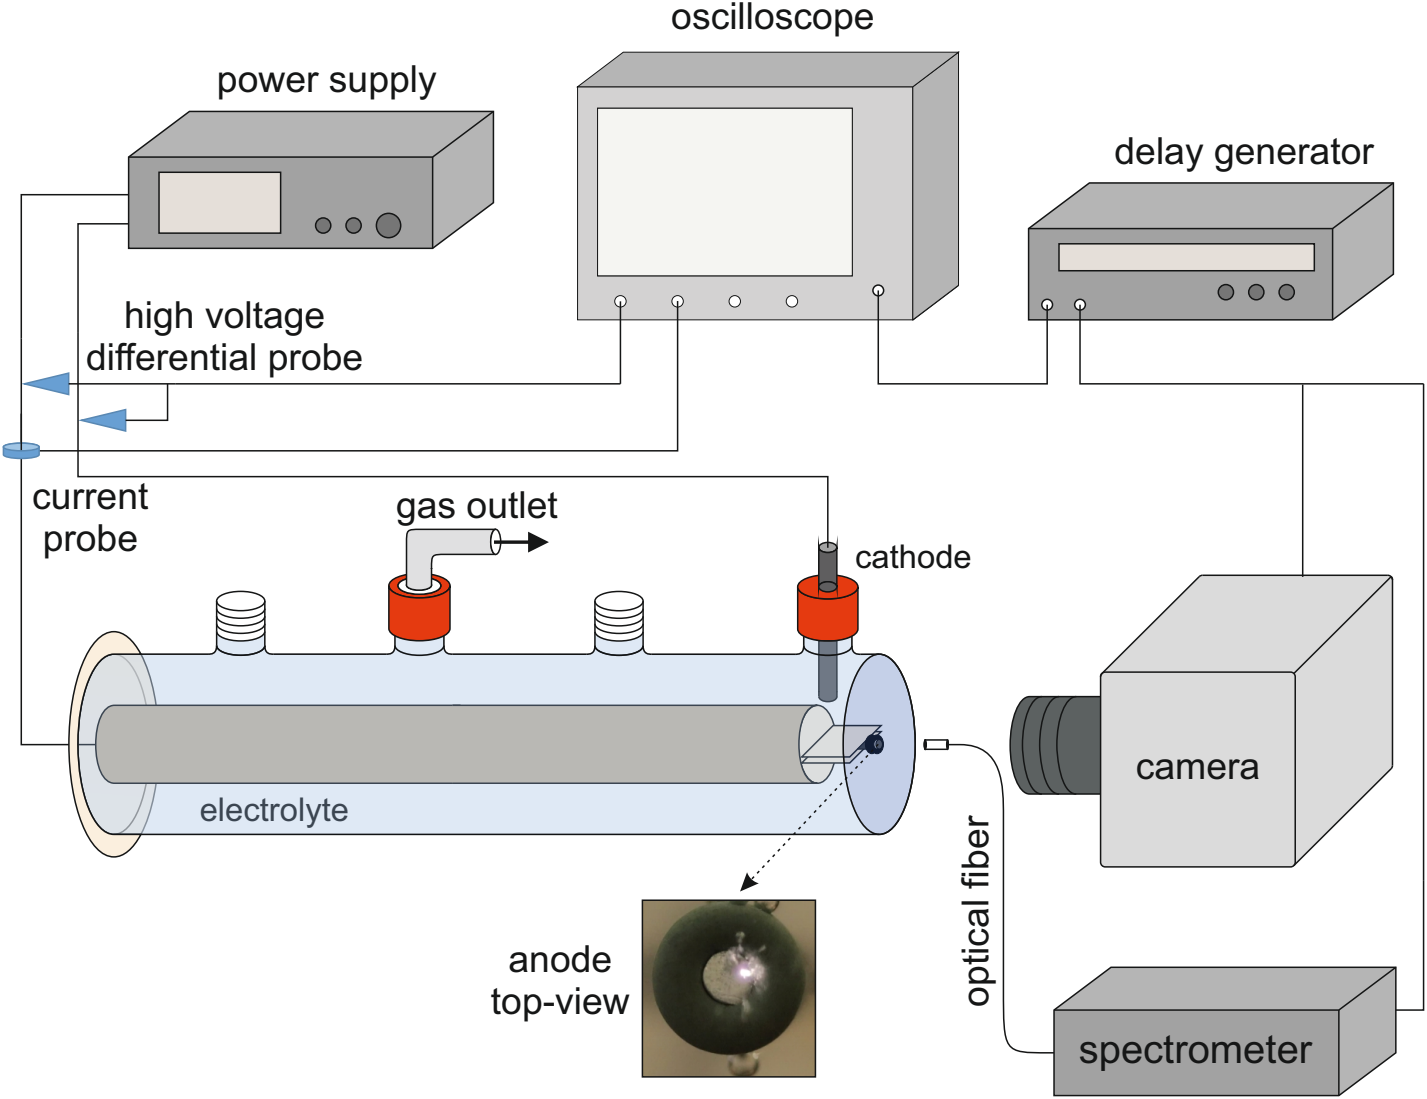 oscilloscope
power supply
delay generator
high voltage
differential probe
current
probe
gas outlet
cathode
electrolyte
camera
optical fiber
anode
top-view
spectrometer